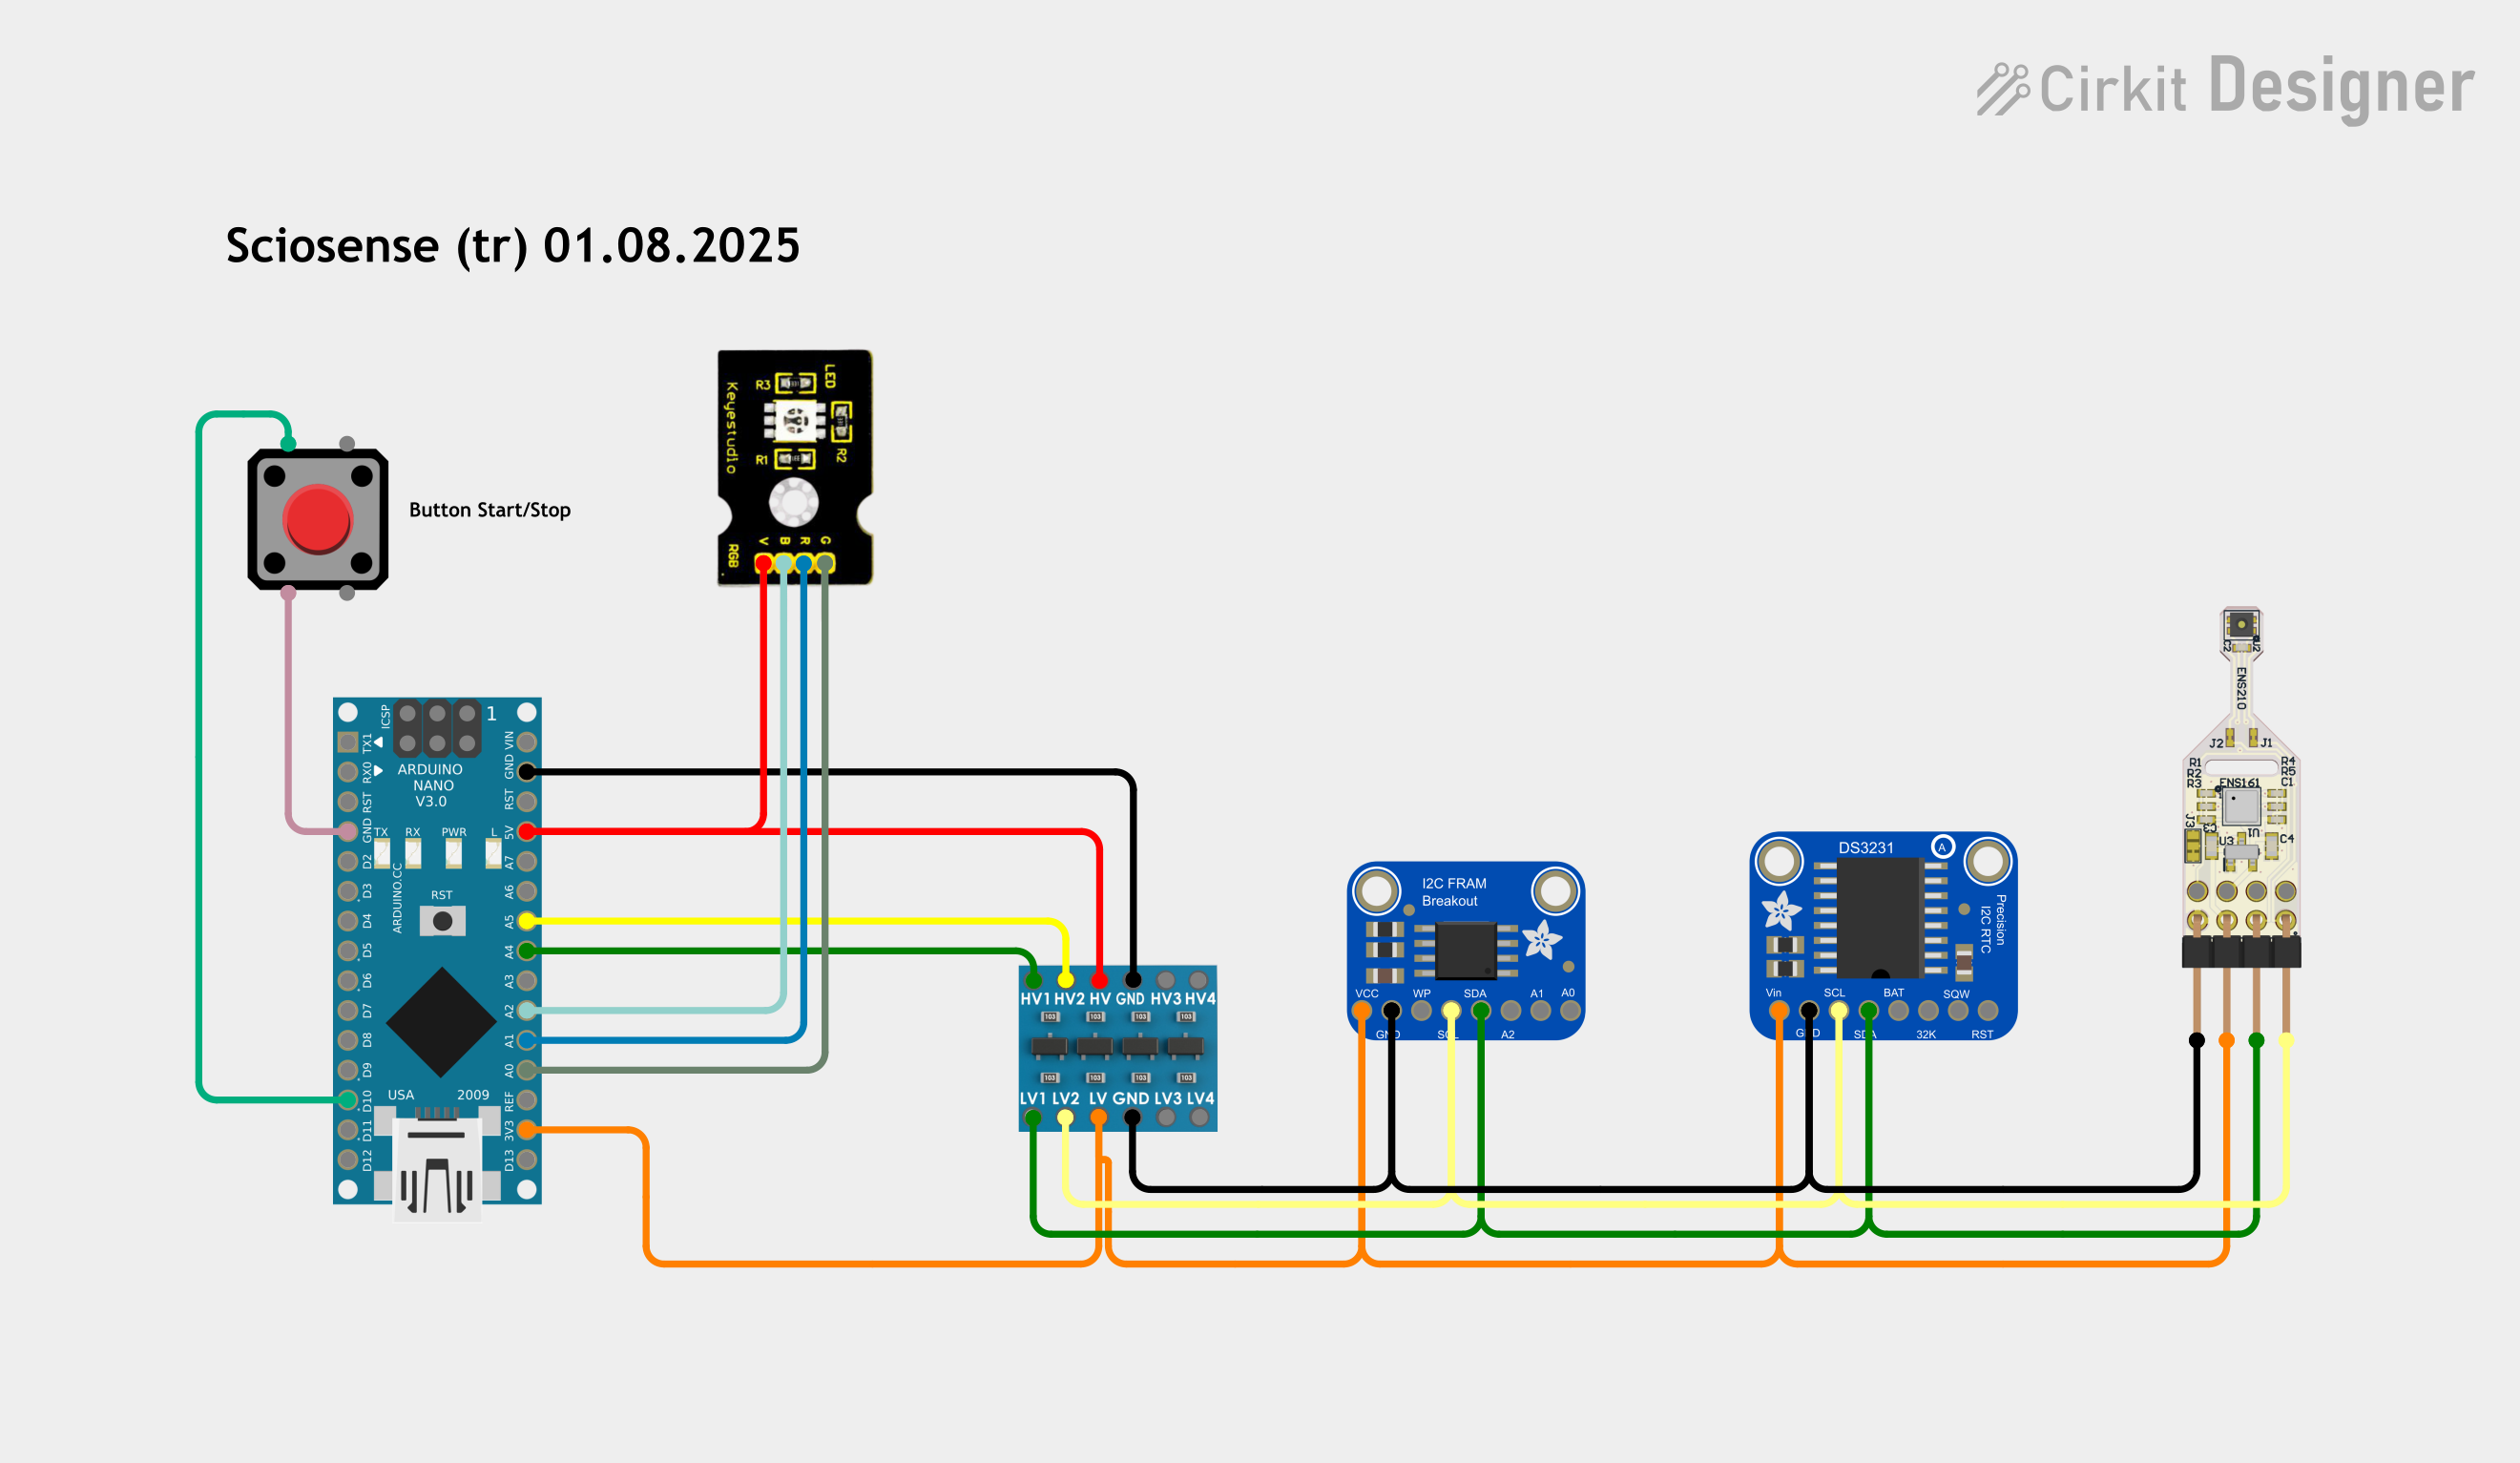 Cirkit Designer
Sciosense (tr) 01.08.2025
Button Start/Stop
Keyestudio
LED
R3
R1
R2
RGB
V B R G
ICSP
1
ARDUINO
NANO
V3.0
TX RX PWR L
RST
ARDUINO.CC
USA 2009
TX1
RX0
RST
GND
D2
D3
D4
D5
D6
D7
D8
D9
D10
D11
D12
VIN
GND
RST
5V
A7
A6
A5
A4
A3
A2
A1
A0
REF
3V3
D13
HV1 HV2 HV GND HV3 HV4
103 103 103 103
103 103 103 103
LV1 LV2 LV GND LV3 LV4
I2C FRAM
Breakout
VCC WP SDA A1 A0
GND SCL A2
DS3231
A
Precision
I2C RTC
Vin SCL BAT SQW
GND SDA 32K RST
C2 U2
ENS210
J2 J1
R1 R4
R2 R5
R3 C1
ENS161
J3 C3 U1
U3 C4